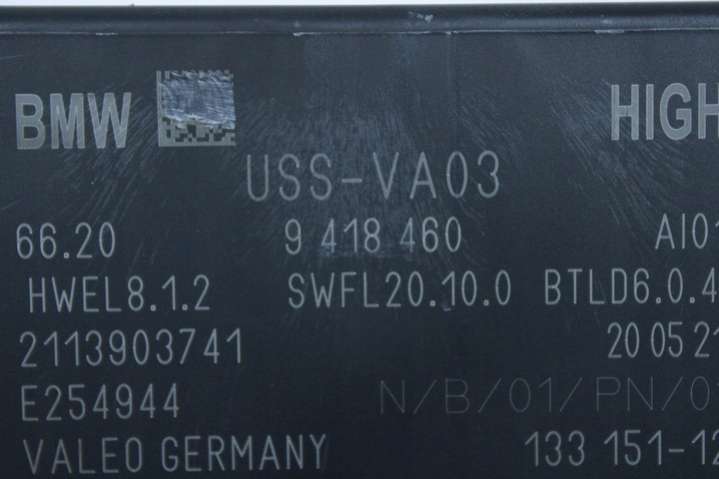 BMW HIGH
USS-VA03
66.20 9 418 460 AI01
HWEL8.1.2 SWFL20.10.0 BTLD6.0.4
2113903741 20 05 21
E254944 N/B/01/PN/0
VALEO GERMANY 133 151-12